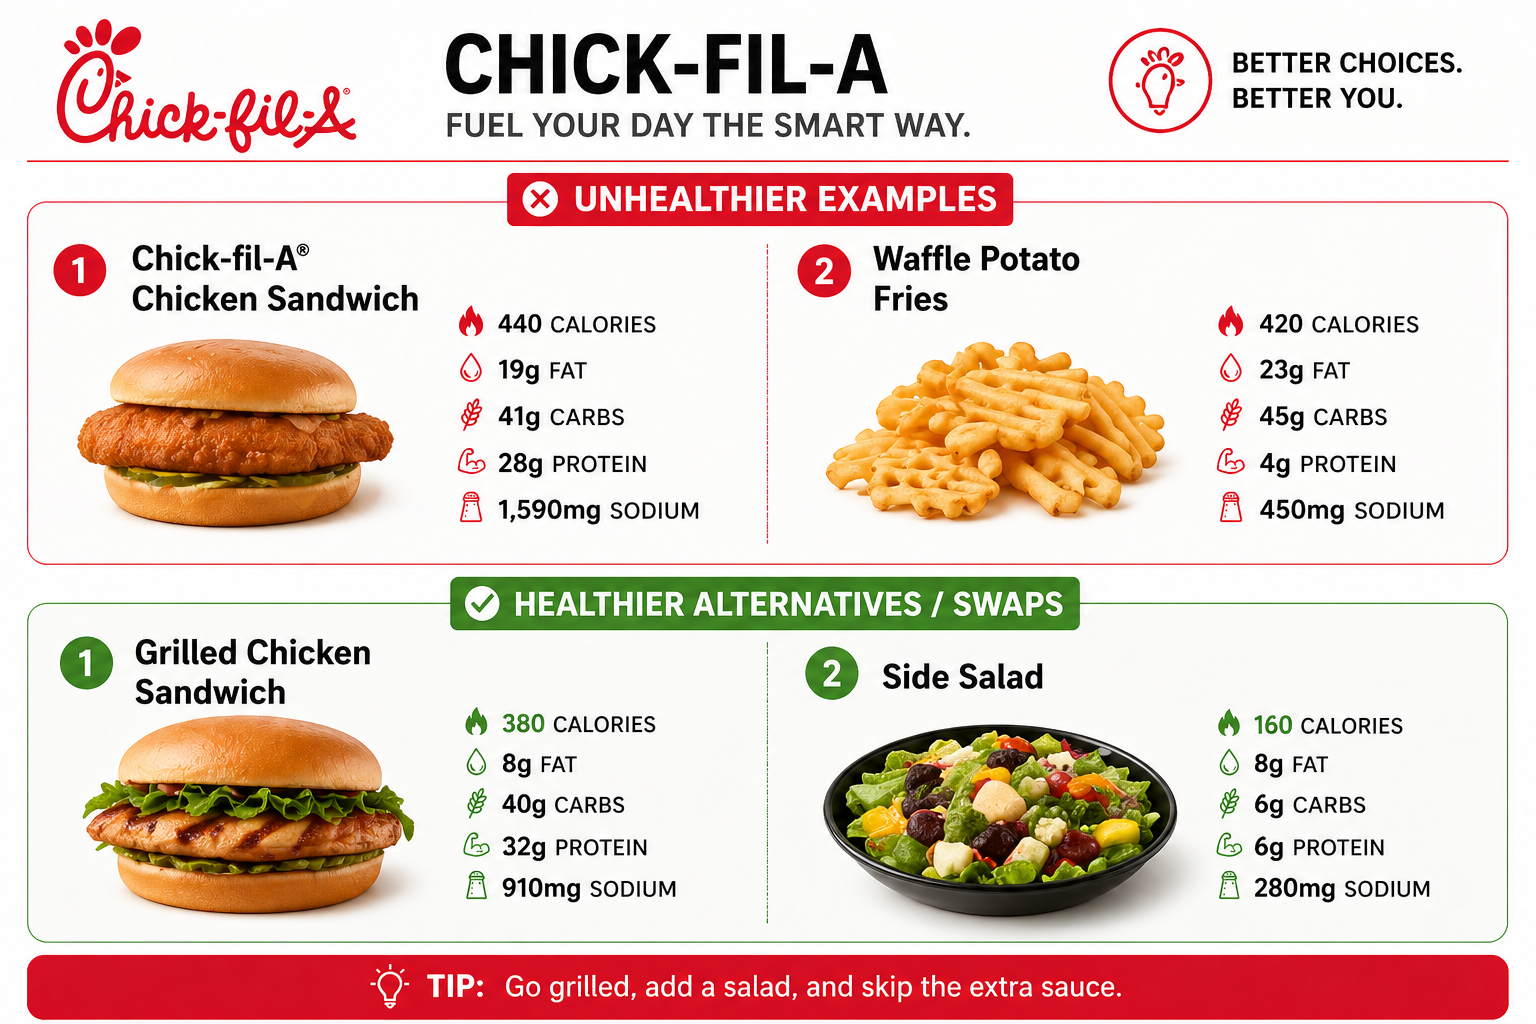 Chick-fil-A®
CHICK-FIL-A
FUEL YOUR DAY THE SMART WAY.
BETTER CHOICES.
BETTER YOU.
UNHEALTHIER EXAMPLES
1
Chick-fil-A®
Chicken Sandwich
440 CALORIES
19g FAT
41g CARBS
28g PROTEIN
1,590mg SODIUM
2
Waffle Potato
Fries
420 CALORIES
23g FAT
45g CARBS
4g PROTEIN
450mg SODIUM
HEALTHIER ALTERNATIVES / SWAPS
1
Grilled Chicken
Sandwich
380 CALORIES
8g FAT
40g CARBS
32g PROTEIN
910mg SODIUM
2
Side Salad
160 CALORIES
8g FAT
6g CARBS
6g PROTEIN
280mg SODIUM
TIP: Go grilled, add a salad, and skip the extra sauce.